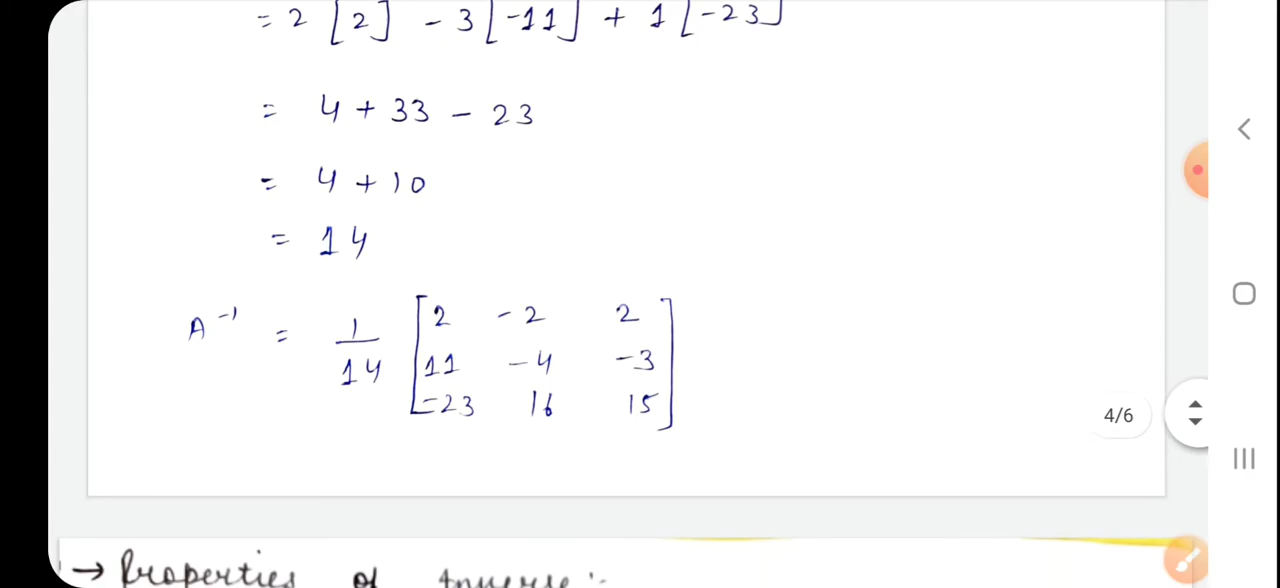 = 2 [2] - 3 [-11] + 1 [-23]
= 4 + 33 - 23
= 4 + 10
= 14
A⁻¹ = 1/14 [2 -2 2
11 -4 -3
-23 16 15]
4/6
→ Properties of Inverse :-